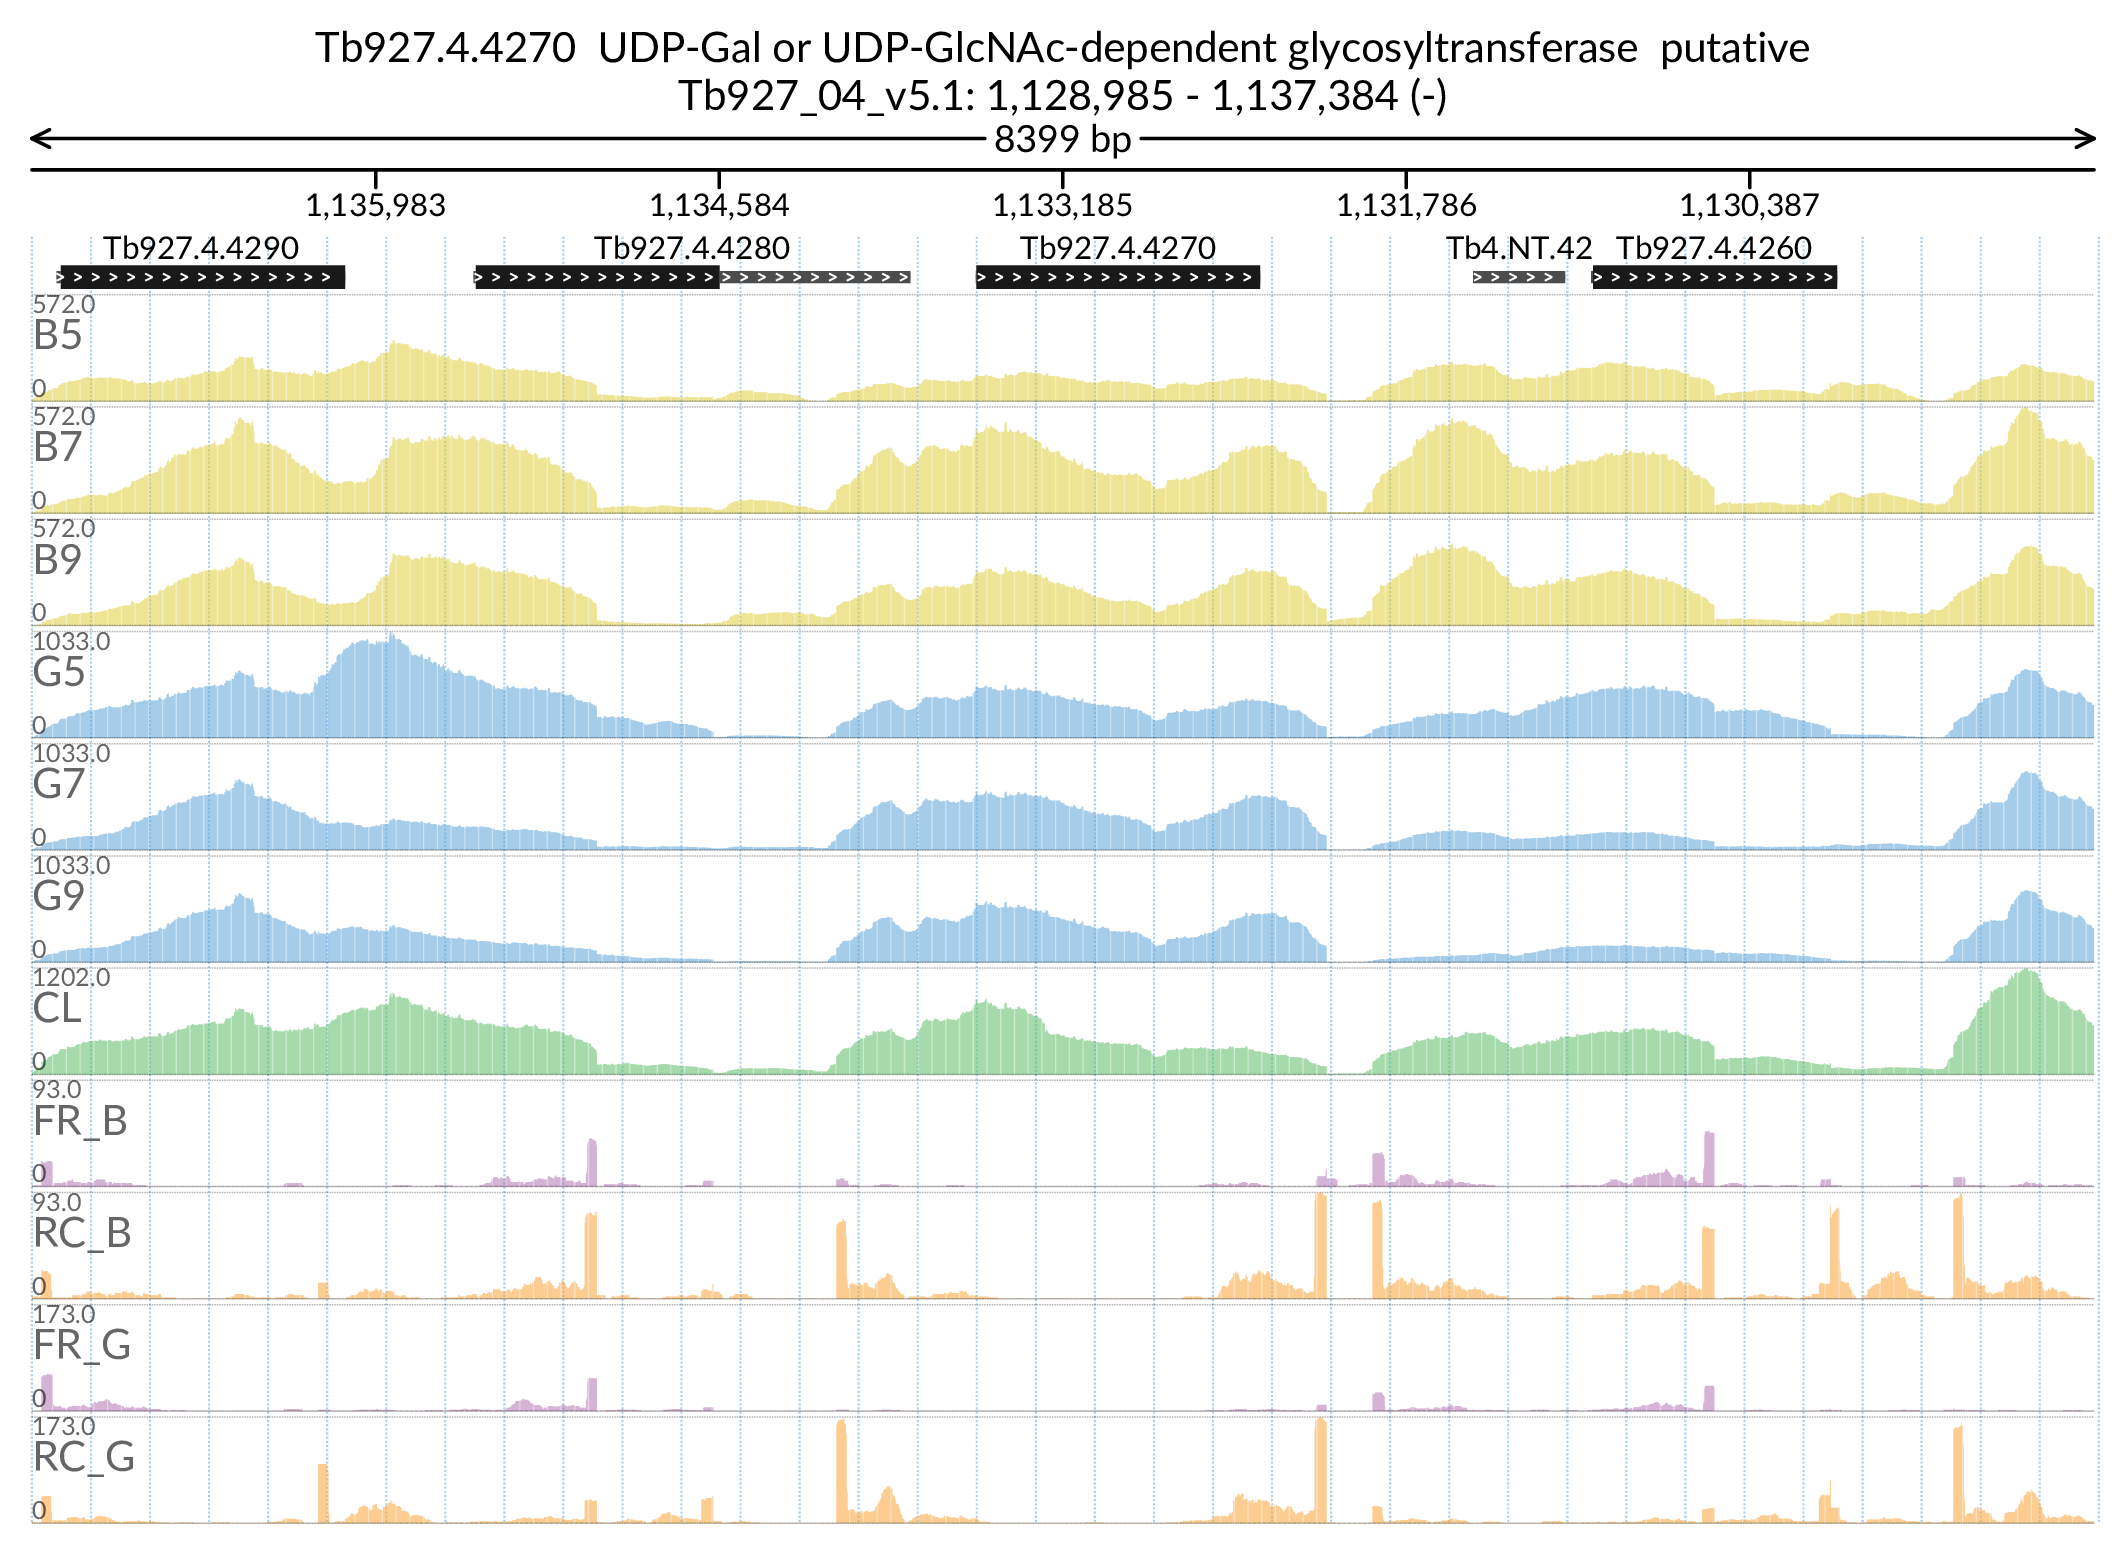 Tb927.4.4270  UDP-Gal or UDP-GlcNAc-dependent glycosyltransferase  putative
Tb927_04_v5.1: 1,128,985 - 1,137,384 (-)
8399 bp
1,135,983 1,134,584 1,133,185 1,131,786 1,130,387
Tb927.4.4290 Tb927.4.4280 Tb927.4.4270 Tb4.NT.42 Tb927.4.4260
572.0
B5
0
572.0
B7
0
572.0
B9
0
1033.0
G5
0
1033.0
G7
0
1033.0
G9
0
1202.0
CL
0
93.0
FR_B
0
93.0
RC_B
0
173.0
FR_G
0
173.0
RC_G
0